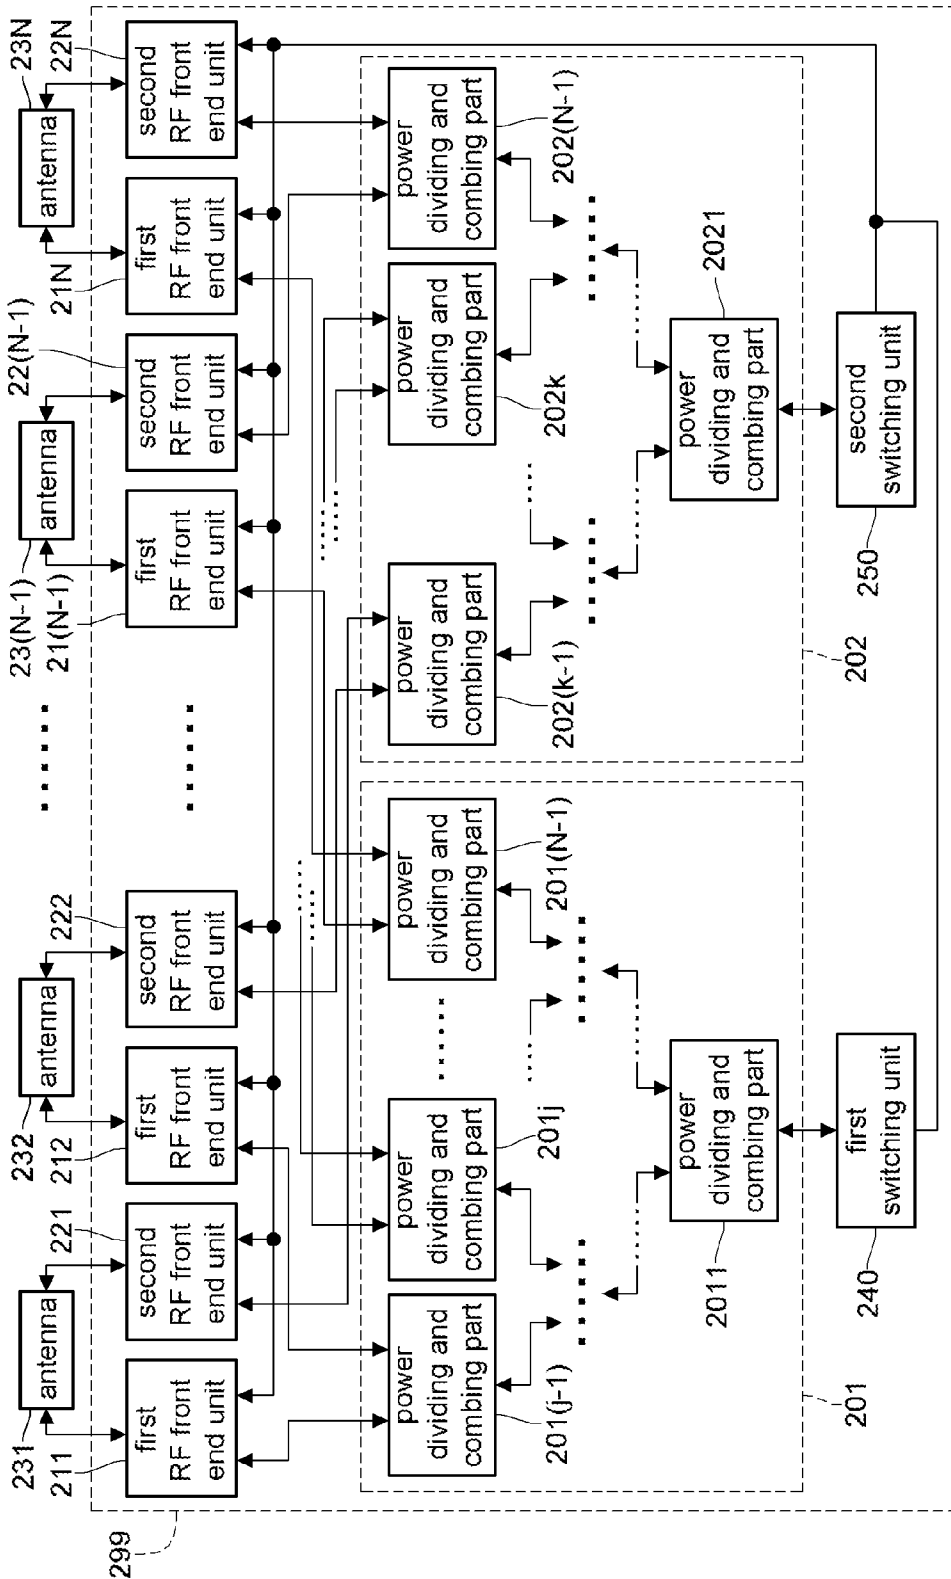 231
antenna
232
antenna
23(N-1)
antenna
23N
antenna
211
221
212
222
21(N-1)
22(N-1)
21N
22N
first
RF front
end unit
second
RF front
end unit
first
RF front
end unit
second
RF front
end unit
first
RF front
end unit
second
RF front
end unit
first
RF front
end unit
second
RF front
end unit
299
power
dividing and
combing part
power
dividing and
combing part
power
dividing and
combing part
power
dividing and
combing part
power
dividing and
combing part
power
dividing and
combing part
201(j-1)
201j
201(N-1)
202(k-1)
202k
202(N-1)
power
dividing and
combing part
2011
power
dividing and
combing part
2021
201
202
first
switching unit
240
second
switching unit
250